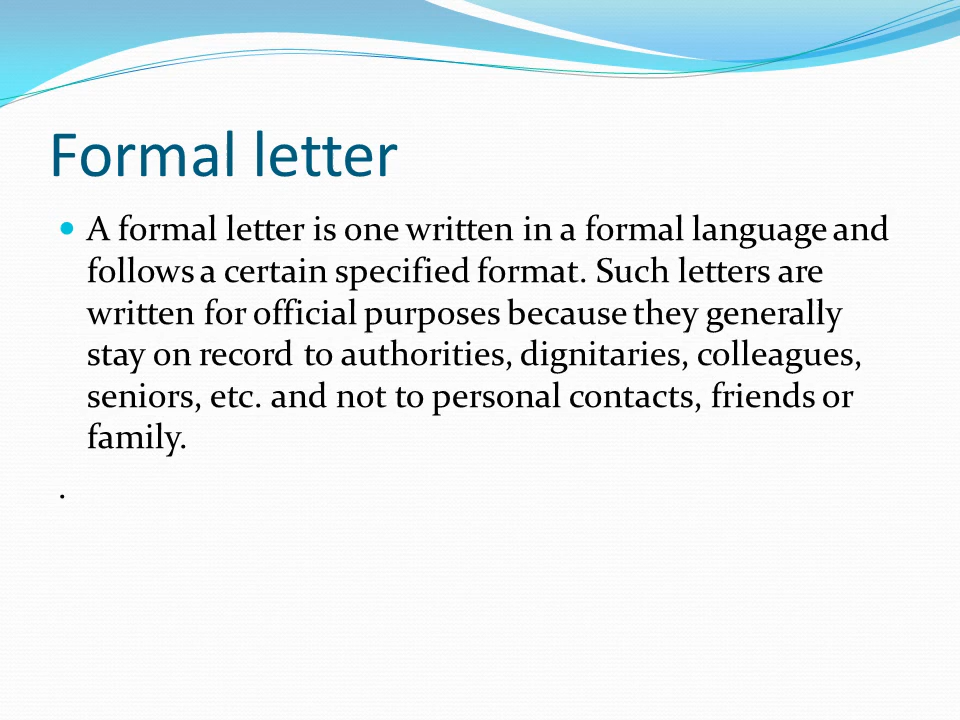 Formal letter
• A formal letter is one written in a formal language and
follows a certain specified format. Such letters are
written for official purposes because they generally
stay on record to authorities, dignitaries, colleagues,
seniors, etc. and not to personal contacts, friends or
family.
.